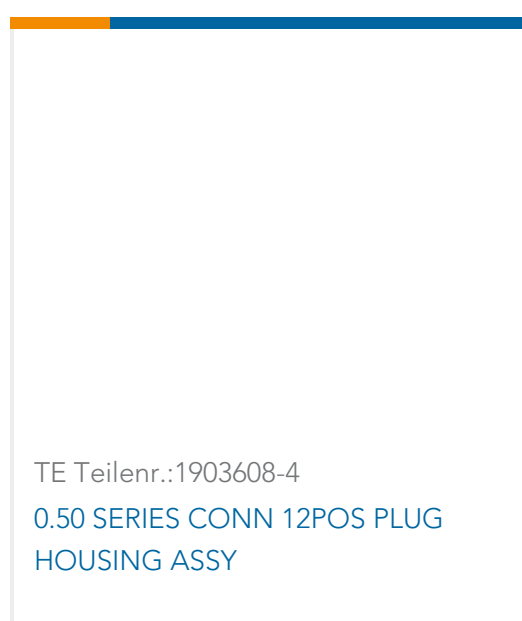 TE Teilenr.:1903608-4
0.50 SERIES CONN 12POS PLUG
HOUSING ASSY